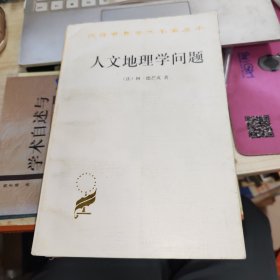 汉译世界学术名著丛书
人文地理学问题
〔法〕阿·德芒戎 著
学术自述与